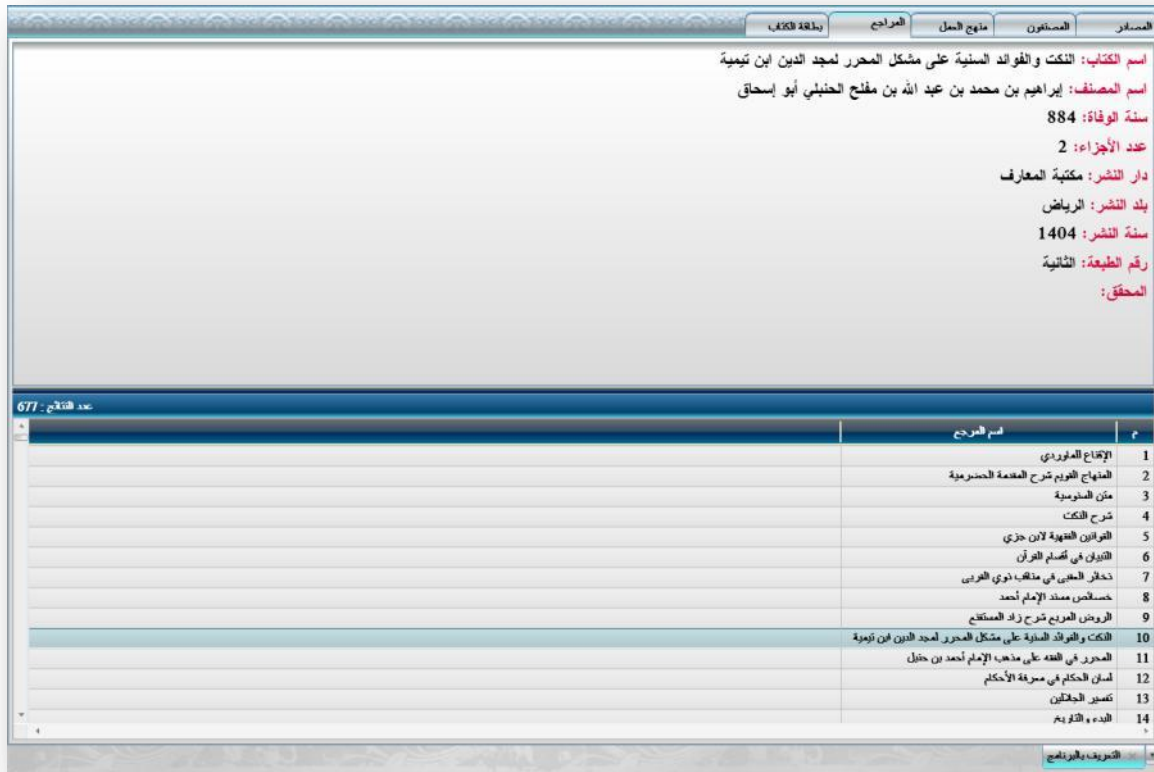 المصادر المصنفون منهج العمل المراجع بطاقة الكتاب
اسم الكتاب: النكت والفوائد السنية على مشكل المحرر لمجد الدين ابن تيمية
اسم المصنف: إبراهيم بن محمد بن عبد الله بن مفلح الحنبلي أبو إسحاق
سنة الوفاة: 884
عدد الأجزاء: 2
دار النشر: مكتبة المعارف
بلد النشر: الرياض
سنة النشر: 1404
رقم الطبعة: الثانية
المحقق:
عدد النتائج : 677
م اسم المرجع
1 الإقناع للماوردي
2 المنهاج القويم شرح المقدمة الحضرمية
3 متن السنوسية
4 شرح النكت
5 القوانين الفقهية لابن جزي
6 التبيان في أقسام القرآن
7 ذخائر العقبى في مناقب ذوي القربى
8 خصائص مسند الإمام أحمد
9 الروض المربع شرح زاد المستقنع
10 النكت والفوائد السنية على مشكل المحرر لمجد الدين ابن تيمية
11 المحرر في الفقه على مذهب الإمام أحمد بن حنبل
12 لسان الحكام في معرفة الأحكام
13 تفسير الجلالين
14 البدء والتاريخ
التعريف بالبرنامج